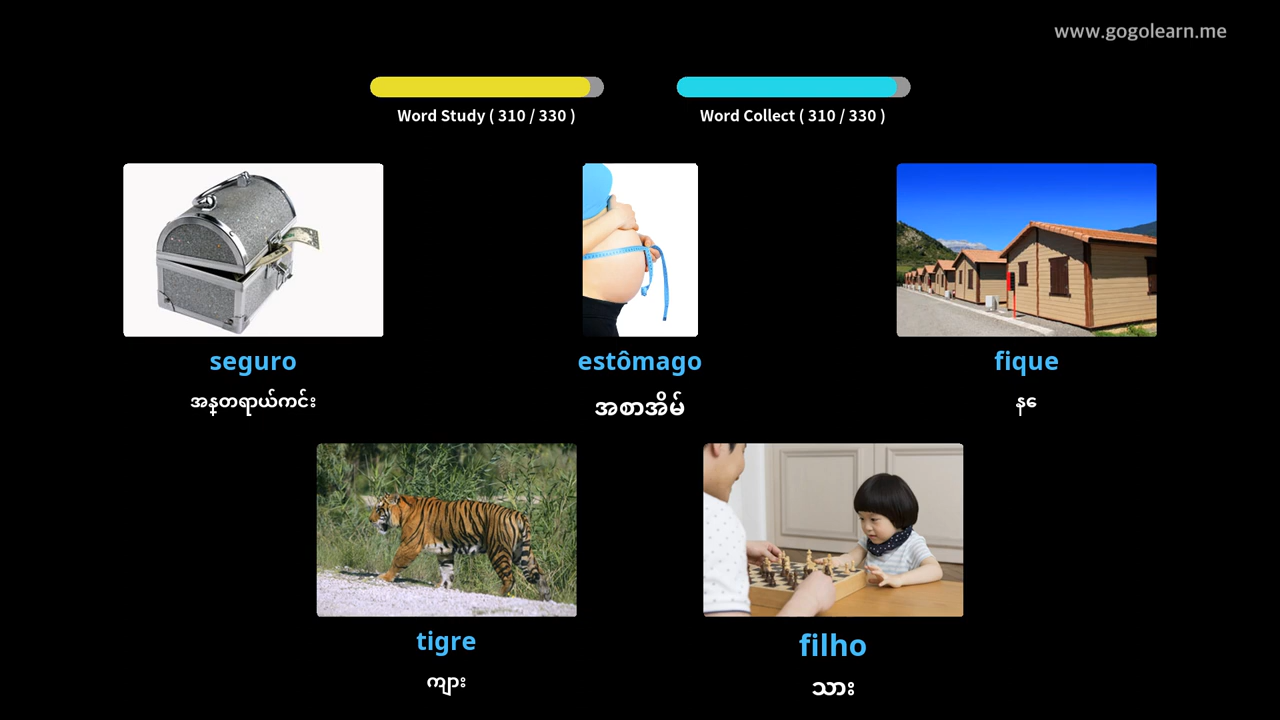 www.gogolearn.me
Word Study ( 310 / 330 )
Word Collect ( 310 / 330 )
seguro
estômago
fique
အန္တရာယ်ကင်း
အစာအိမ်
နေ
tigre
filho
ကျား
သား